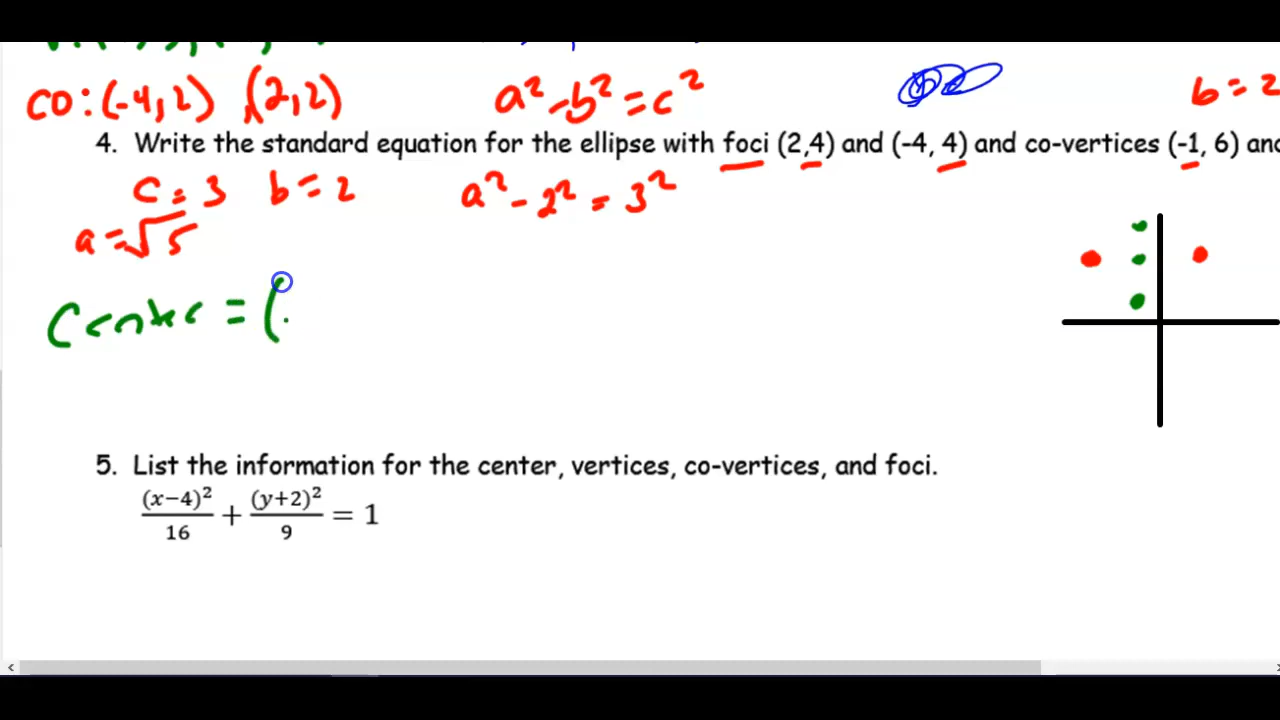 co: (-4, 2) (2, 2) a² - b² = c² b = 2
4. Write the standard equation for the ellipse with foci (2,4) and (-4, 4) and co-vertices (-1, 6) and
c = 3 b = 2 a² - 2² = 3²
a = √5
Center = (
5. List the information for the center, vertices, co-vertices, and foci.
(x−4)²/16 + (y+2)²/9 = 1